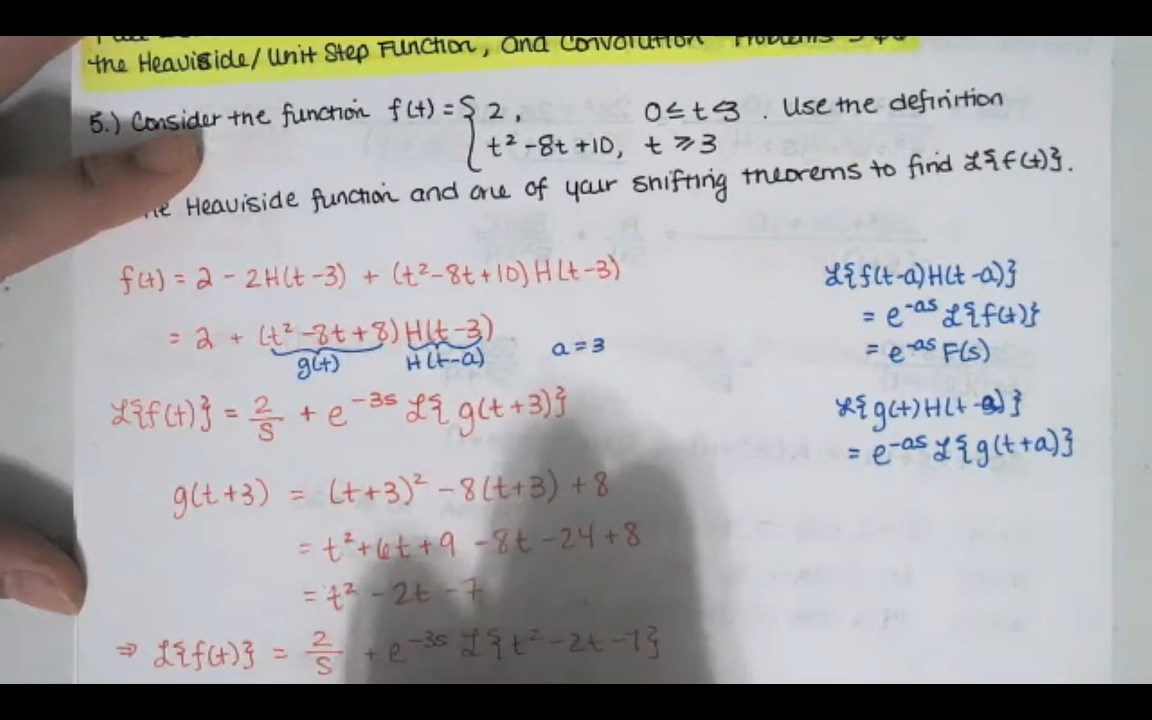 the Heaviside/Unit Step Function, and Convolution Problems
5.) Consider the function f(t) = { 2, 0 ≤ t < 3 . Use the definition
t² - 8t + 10, t ≥ 3
Heaviside function and one of your shifting theorems to find ℒ{f(t)}.
f(t) = 2 - 2H(t-3) + (t² - 8t + 10) H(t-3)
= 2 + (t² - 8t + 8) H(t-3)
g(t) H(t-a) a = 3
ℒ{f(t)} = 2/s + e^-3s ℒ{g(t+3)}
g(t+3) = (t+3)² - 8(t+3) + 8
= t² + 6t + 9 - 8t - 24 + 8
= t² - 2t - 7
⇒ ℒ{f(t)} = 2/s + e^-3s ℒ{t² - 2t - 7}
ℒ{f(t-a)H(t-a)}
= e^-as ℒ{f(t)}
= e^-as F(s)
ℒ{g(t)H(t-a)}
= e^-as ℒ{g(t+a)}